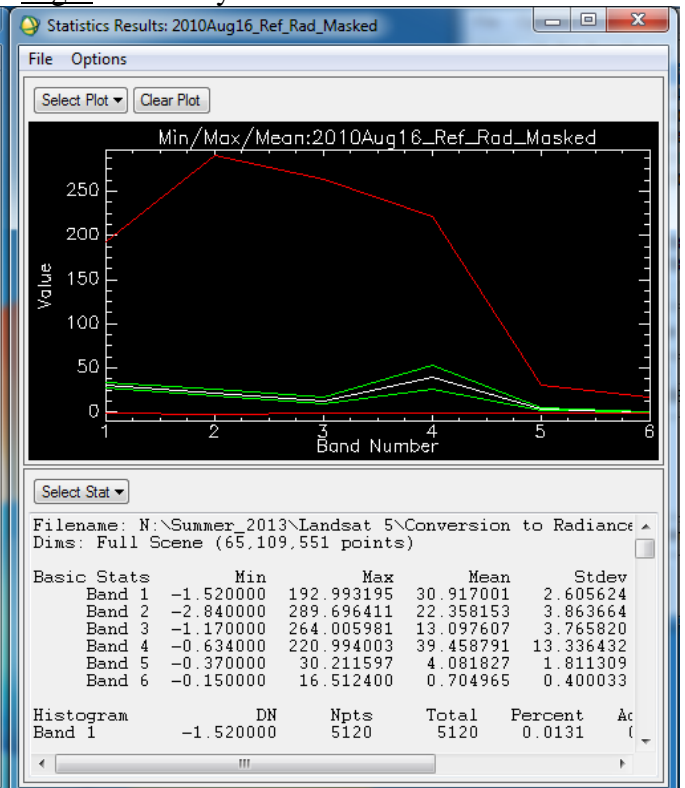 Statistics Results: 2010Aug16_Ref_Rad_Masked
File Options
Select Plot Clear Plot
Min/Max/Mean:2010Aug16_Ref_Rad_Masked
250
200
150
100
50
0
Value
1 2 3 4 5 6
Band Number
Select Stat
Filename: N:\Summer_2013\Landsat 5\Conversion to Radiance
Dims: Full Scene (65,109,551 points)
Basic Stats Min Max Mean Stdev
Band 1 -1.520000 192.993195 30.917001 2.605624
Band 2 -2.840000 289.696411 22.358153 3.863664
Band 3 -1.170000 264.005981 13.097607 3.765820
Band 4 -0.634000 220.994003 39.458791 13.336432
Band 5 -0.370000 30.211597 4.081827 1.811309
Band 6 -0.150000 16.512400 0.704965 0.400033
Histogram DN Npts Total Percent Ac
Band 1 -1.520000 5120 5120 0.0131